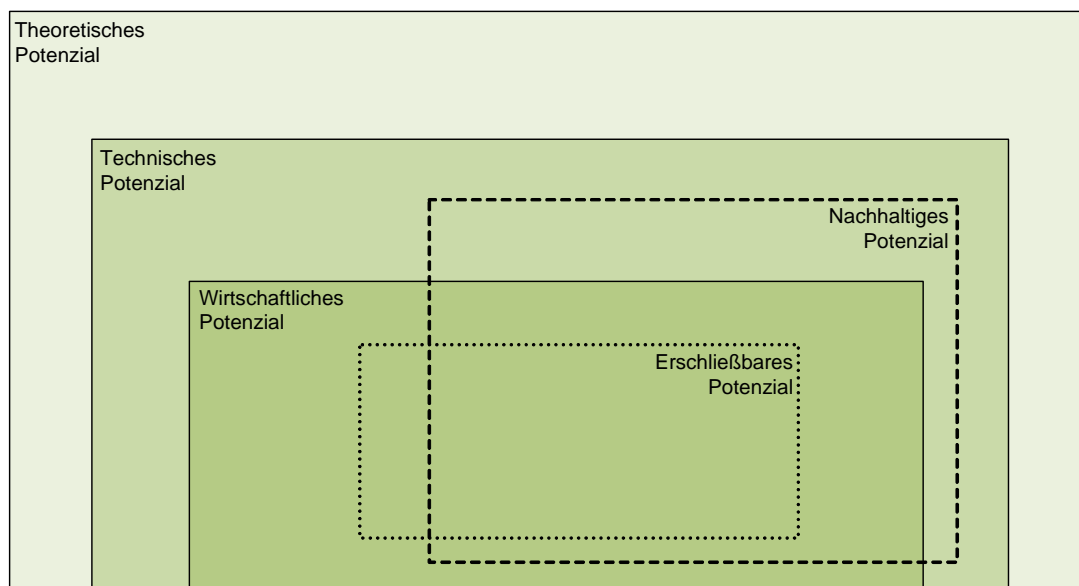 Theoretisches
Potenzial
Technisches
Potenzial
Nachhaltiges
Potenzial
Wirtschaftliches
Potenzial
Erschließbares
Potenzial